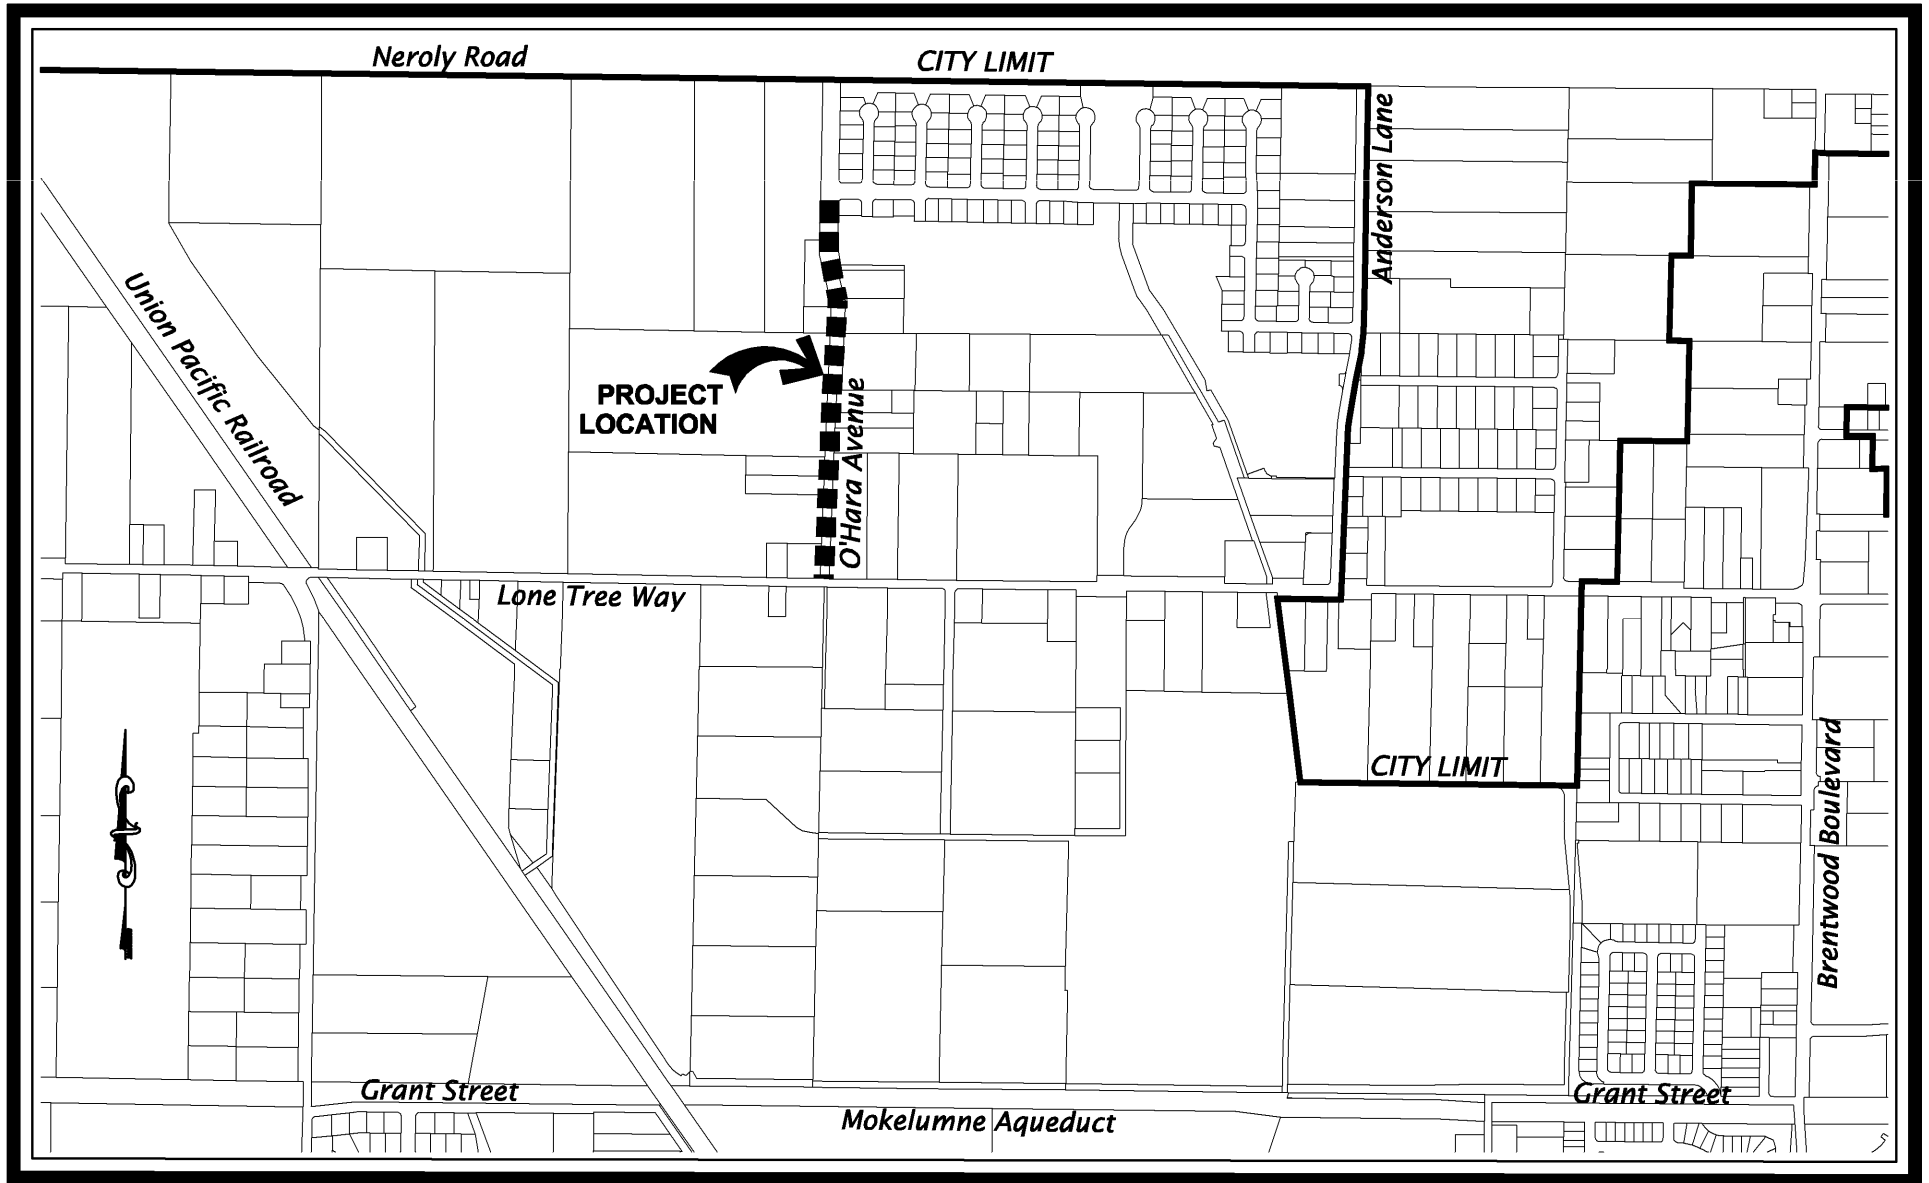 Neroly Road
CITY LIMIT
Anderson Lane
Union Pacific Railroad
PROJECT
LOCATION
O'Hara Avenue
Lone Tree Way
CITY LIMIT
Brentwood Boulevard
Grant Street
Grant Street
Mokelumne Aqueduct